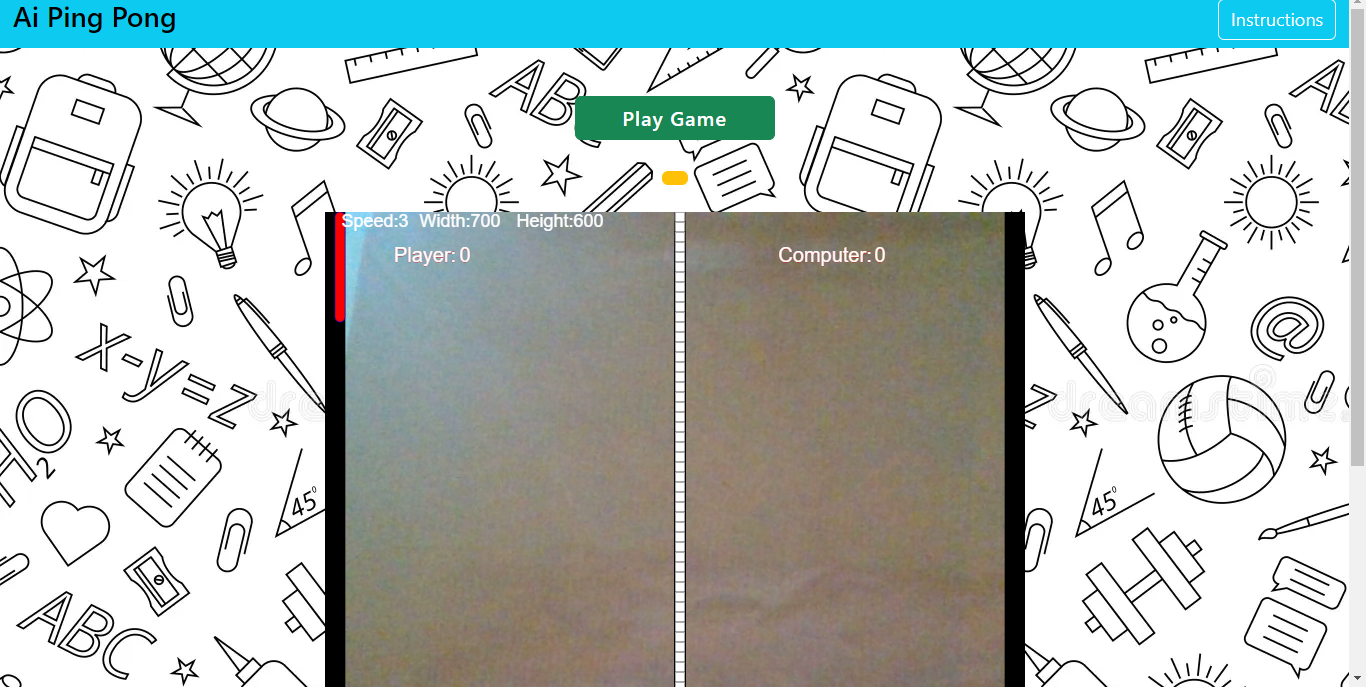 Ai Ping Pong
Instructions
AB
AB
Play Game
Speed:3 Width:700 Height:600
Player: 0
Computer: 0
x-y=z
@
2
45°
45°
ABC